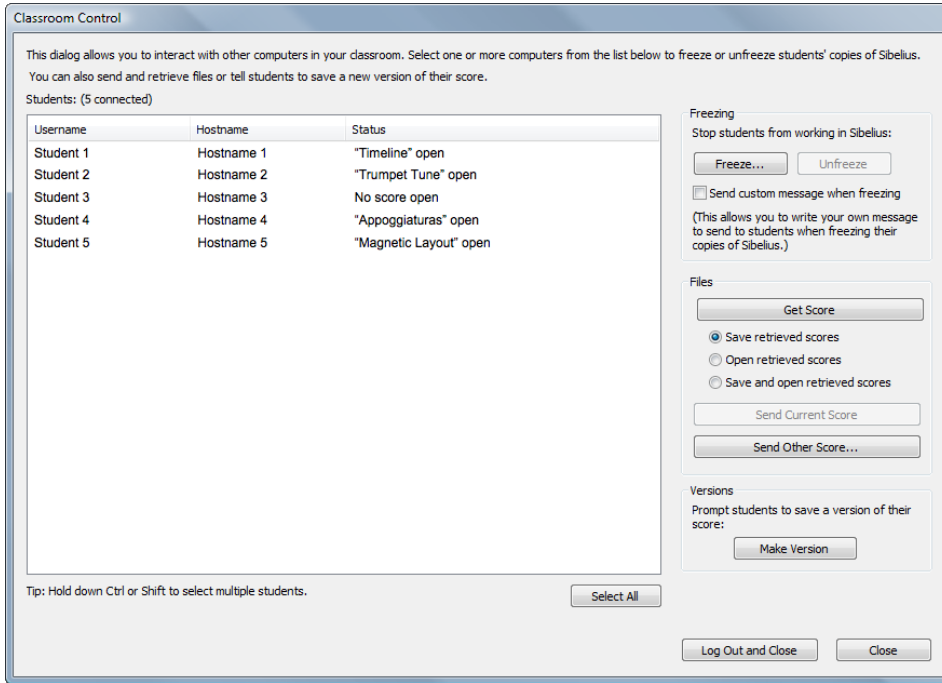 Classroom Control
This dialog allows you to interact with other computers in your classroom. Select one or more computers from the list below to freeze or unfreeze students' copies of Sibelius.
You can also send and retrieve files or tell students to save a new version of their score.
Students: (5 connected)
Username Hostname Status
Student 1 Hostname 1 “Timeline” open
Student 2 Hostname 2 “Trumpet Tune” open
Student 3 Hostname 3 No score open
Student 4 Hostname 4 “Appoggiaturas” open
Student 5 Hostname 5 “Magnetic Layout” open
Tip: Hold down Ctrl or Shift to select multiple students.
Select All
Freezing
Stop students from working in Sibelius:
Freeze... Unfreeze
Send custom message when freezing
(This allows you to write your own message
to send to students when freezing their
copies of Sibelius.)
Files
Get Score
Save retrieved scores
Open retrieved scores
Save and open retrieved scores
Send Current Score
Send Other Score...
Versions
Prompt students to save a version of their
score:
Make Version
Log Out and Close Close